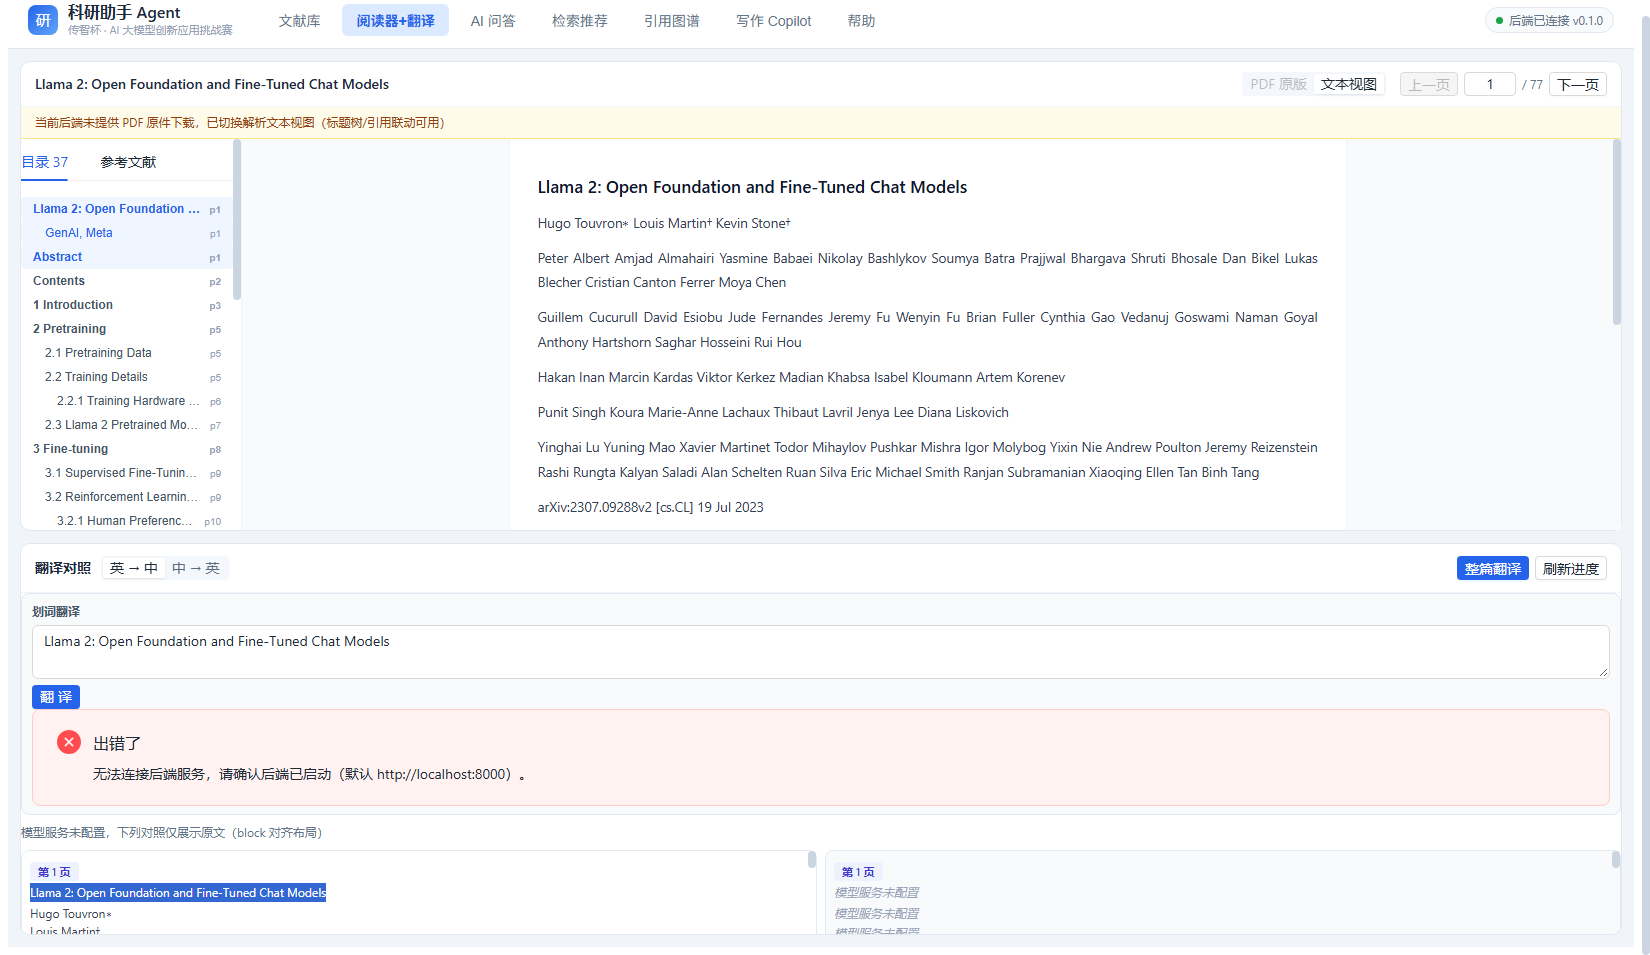 研
科研助手 Agent
传智杯 · AI 大模型创新应用挑战赛
文献库
阅读器+翻译
AI 问答
检索推荐
引用图谱
写作 Copilot
帮助
后端已连接 v0.1.0
Llama 2: Open Foundation and Fine-Tuned Chat Models
PDF 原版
文本视图
上一页
1
/ 77
下一页
当前后端未提供 PDF 原件下载，已切换解析文本视图（标题树/引用联动可用）
目录 37
参考文献
Llama 2: Open Foundation ... p1
GenAI, Meta p1
Abstract p1
Contents p2
1 Introduction p3
2 Pretraining p5
2.1 Pretraining Data p5
2.2 Training Details p5
2.2.1 Training Hardware ... p6
2.3 Llama 2 Pretrained Mo... p7
3 Fine-tuning p8
3.1 Supervised Fine-Tunin... p9
3.2 Reinforcement Learnin... p9
3.2.1 Human Preferenc... p10
Llama 2: Open Foundation and Fine-Tuned Chat Models
Hugo Touvron∗ Louis Martin† Kevin Stone†
Peter Albert Amjad Almahairi Yasmine Babaei Nikolay Bashlykov Soumya Batra Prajjwal Bhargava Shruti Bhosale Dan Bikel Lukas
Blecher Cristian Canton Ferrer Moya Chen
Guillem Cucurull David Esiobu Jude Fernandes Jeremy Fu Wenyin Fu Brian Fuller Cynthia Gao Vedanuj Goswami Naman Goyal
Anthony Hartshorn Saghar Hosseini Rui Hou
Hakan Inan Marcin Kardas Viktor Kerkez Madian Khabsa Isabel Kloumann Artem Korenev
Punit Singh Koura Marie-Anne Lachaux Thibaut Lavril Jenya Lee Diana Liskovich
Yinghai Lu Yuning Mao Xavier Martinet Todor Mihaylov Pushkar Mishra Igor Molybog Yixin Nie Andrew Poulton Jeremy Reizenstein
Rashi Rungta Kalyan Saladi Alan Schelten Ruan Silva Eric Michael Smith Ranjan Subramanian Xiaoqing Ellen Tan Binh Tang
arXiv:2307.09288v2 [cs.CL] 19 Jul 2023
翻译对照
英 → 中
中 → 英
整篇翻译
刷新进度
划词翻译
Llama 2: Open Foundation and Fine-Tuned Chat Models
翻 译
出错了
无法连接后端服务，请确认后端已启动（默认 http://localhost:8000）。
模型服务未配置，下列对照仅展示原文（block 对齐布局）
第 1 页
Llama 2: Open Foundation and Fine-Tuned Chat Models
Hugo Touvron∗
Louis Martin†
第 1 页
模型服务未配置
模型服务未配置
模型服务未配置